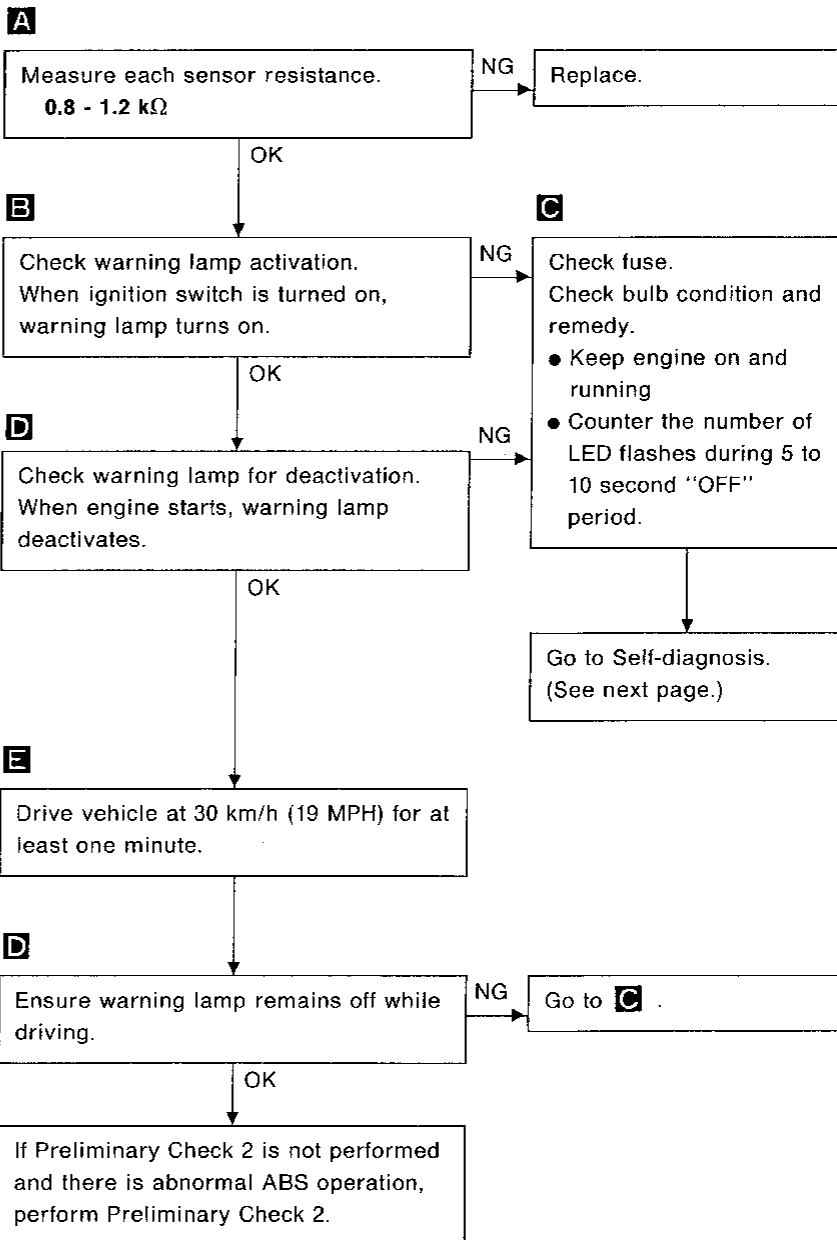 A
Measure each sensor resistance.
0.8 - 1.2 kΩ
NG
Replace.
OK
B
Check warning lamp activation.
When ignition switch is turned on,
warning lamp turns on.
NG
C
Check fuse.
Check bulb condition and
remedy.
● Keep engine on and
running
● Counter the number of
LED flashes during 5 to
10 second "OFF"
period.
OK
D
Check warning lamp for deactivation.
When engine starts, warning lamp
deactivates.
NG
Go to Self-diagnosis.
(See next page.)
OK
E
Drive vehicle at 30 km/h (19 MPH) for at
least one minute.
D
Ensure warning lamp remains off while
driving.
NG
Go to C .
OK
If Preliminary Check 2 is not performed
and there is abnormal ABS operation,
perform Preliminary Check 2.